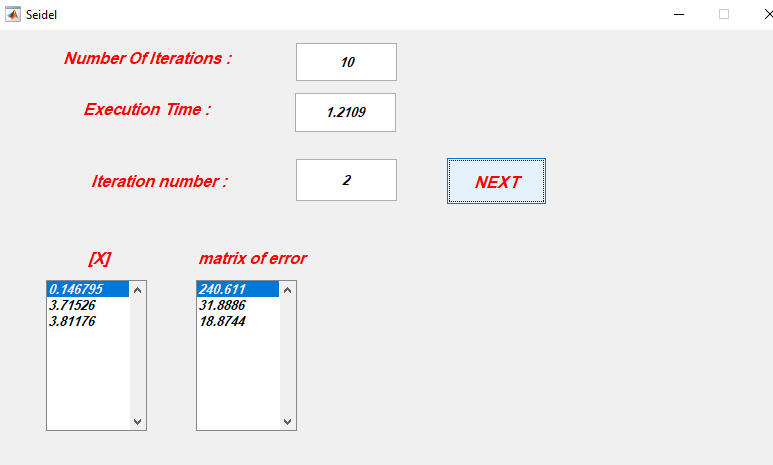 Seidel
Number Of Iterations :
10
Execution Time :
1.2109
Iteration number :
2
NEXT
[X]
matrix of error
0.146795
3.71526
3.81176
240.611
31.8886
18.8744